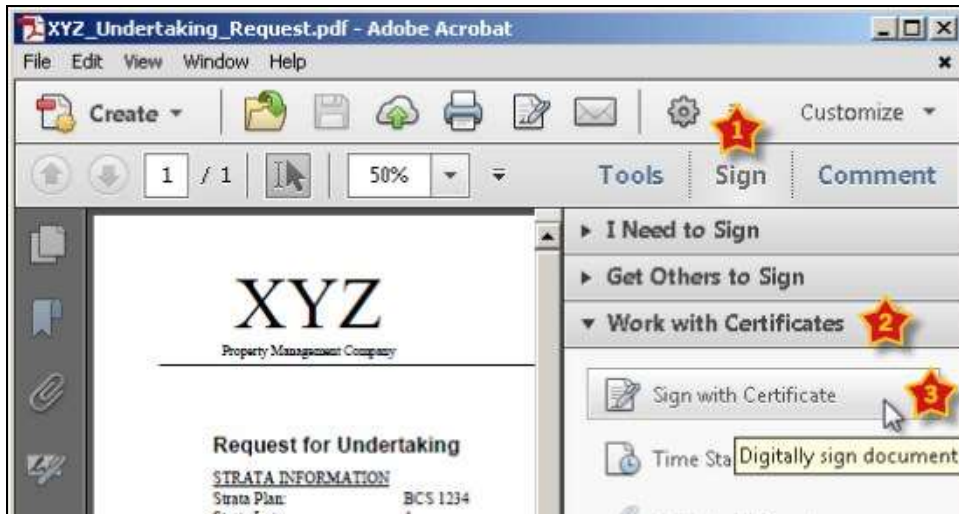 XYZ_Undertaking_Request.pdf - Adobe Acrobat
File Edit View Window Help
Create Customize
1
1 / 1 50% Tools Sign Comment
I Need to Sign
Get Others to Sign
Work with Certificates 2
Sign with Certificate 3
Time Sta
Digitally sign document
XYZ
Property Management Company
Request for Undertaking
STRATA INFORMATION
Strata Plan: BCS 1234